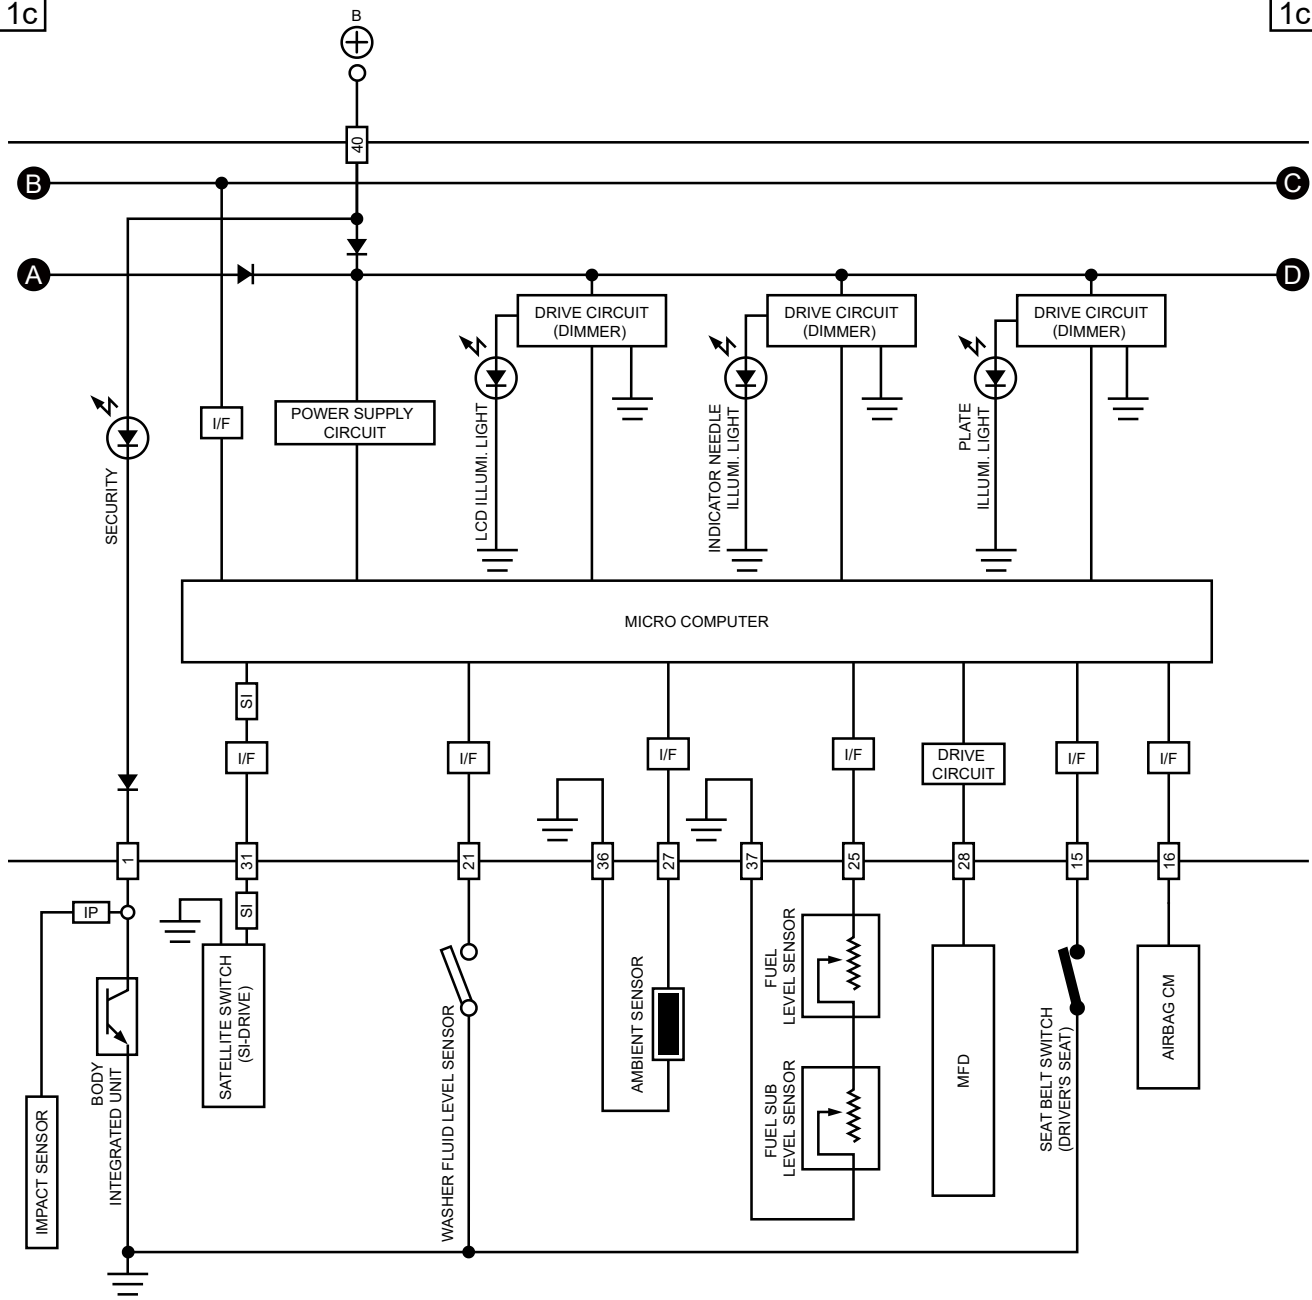 1c
1c
B
40
B
C
A
D
DRIVE CIRCUIT
(DIMMER)
DRIVE CIRCUIT
(DIMMER)
DRIVE CIRCUIT
(DIMMER)
I/F
POWER SUPPLY
CIRCUIT
SECURITY
LCD ILLUMI. LIGHT
INDICATOR NEEDLE
ILLUMI. LIGHT
PLATE
ILLUMI. LIGHT
MICRO COMPUTER
SI
I/F
I/F
I/F
I/F
DRIVE
CIRCUIT
I/F
I/F
1
31
21
36
27
37
25
28
15
16
IP
SI
IMPACT SENSOR
BODY
INTEGRATED UNIT
SATELLITE SWITCH
(SI-DRIVE)
WASHER FLUID LEVEL SENSOR
AMBIENT SENSOR
FUEL
LEVEL SENSOR
FUEL SUB
LEVEL SENSOR
MFD
SEAT BELT SWITCH
(DRIVER'S SEAT)
AIRBAG CM